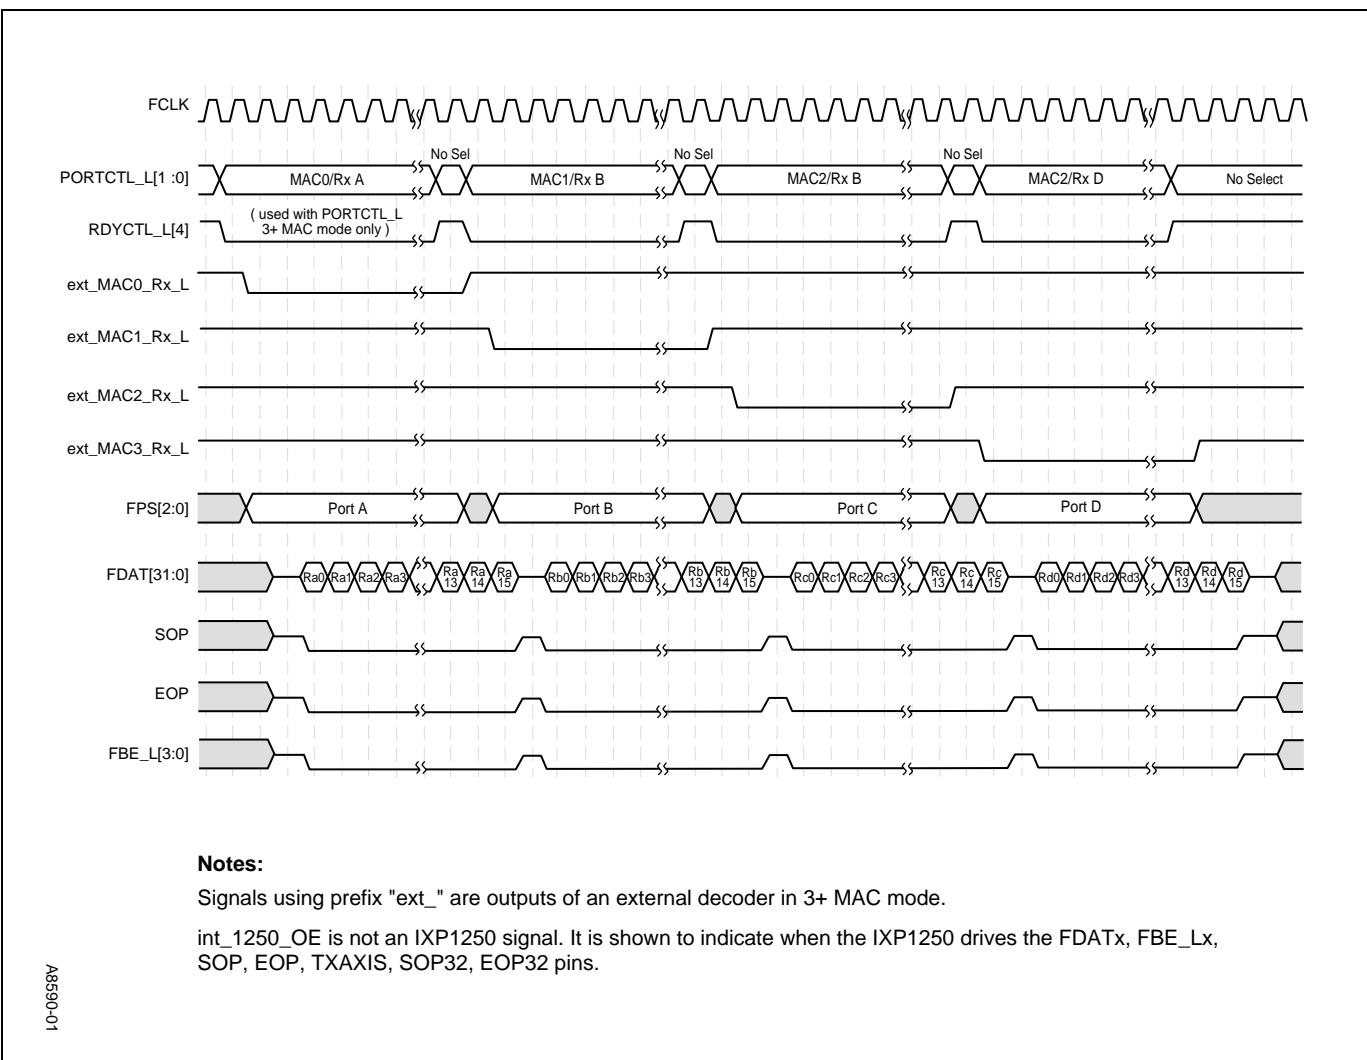 FCLK
No Sel No Sel No Sel
PORTCTL_L[1 :0] MAC0/Rx A MAC1/Rx B MAC2/Rx B MAC2/Rx D No Select
( used with PORTCTL_L
RDYCTL_L[4] 3+ MAC mode only )
ext_MAC0_Rx_L
ext_MAC1_Rx_L
ext_MAC2_Rx_L
ext_MAC3_Rx_L
FPS[2:0] Port A Port B Port C Port D
FDAT[31:0] Ra0 Ra1 Ra2 Ra3 Ra 13 Ra 14 Ra 15 Rb0 Rb1 Rb2 Rb3 Rb 13 Rb 14 Rb 15 Rc0 Rc1 Rc2 Rc3 Rc 13 Rc 14 Rc 15 Rd0 Rd1 Rd2 Rd3 Rd 13 Rd 14 Rd 15
SOP
EOP
FBE_L[3:0]
Notes:
Signals using prefix "ext_" are outputs of an external decoder in 3+ MAC mode.
int_1250_OE is not an IXP1250 signal. It is shown to indicate when the IXP1250 drives the FDATx, FBE_Lx,
SOP, EOP, TXAXIS, SOP32, EOP32 pins.
A8590-01